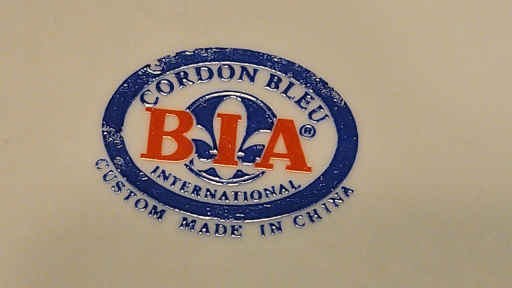 CORDON BLEU
BIA®
INTERNATIONAL
CUSTOM MADE IN CHINA